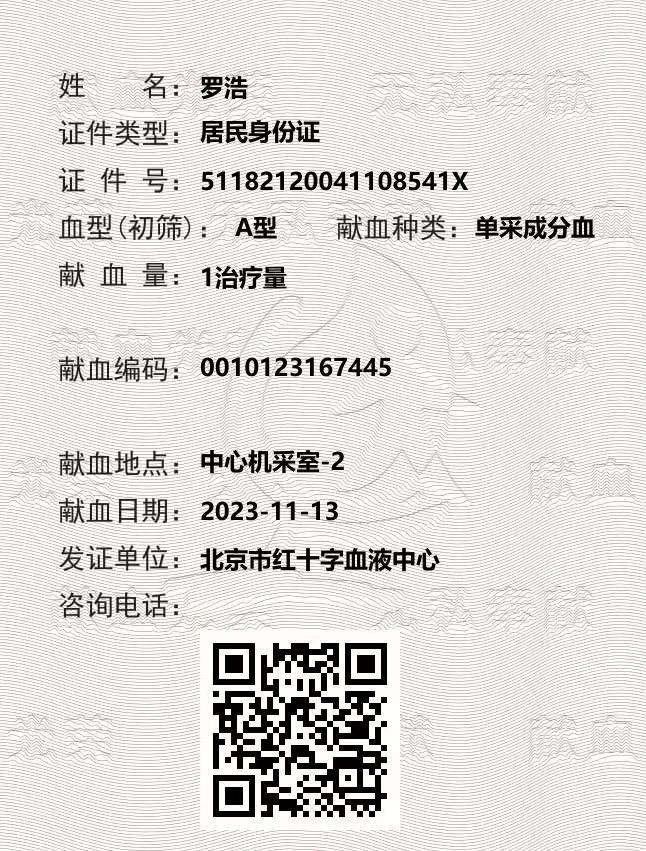 姓 名：罗浩
证件类型：居民身份证
证 件 号：51182120041108541X
血型(初筛)： A型 献血种类：单采成分血
献 血 量：1治疗量
献血编码：0010123167445
献血地点：中心机采室-2
献血日期：2023-11-13
发证单位：北京市红十字血液中心
咨询电话：